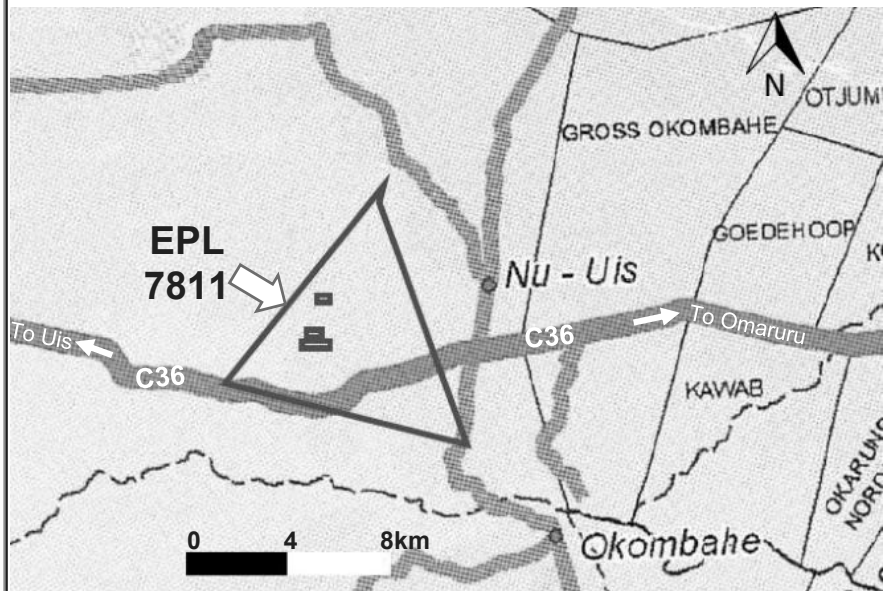 N
OTJUM
GROSS OKOMBAHE
GOEDEHOOP
EPL
7811
Nu - Uis
To Uis
C36
C36
To Omaruru
KAWAB
OKARUND
NORD
0 4 8km
Okombahe